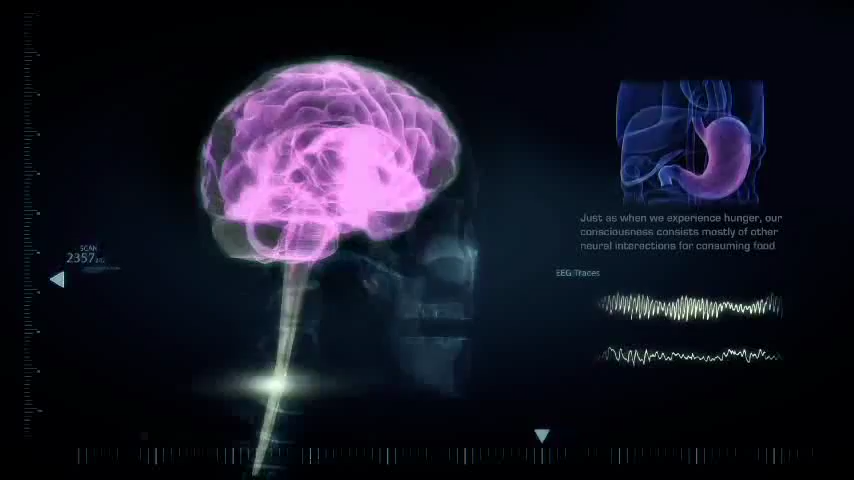 SCAN
2357
Just as when we experience hunger, our
consciousness consists mostly of other
neural interactions for consuming food
EEG Traces